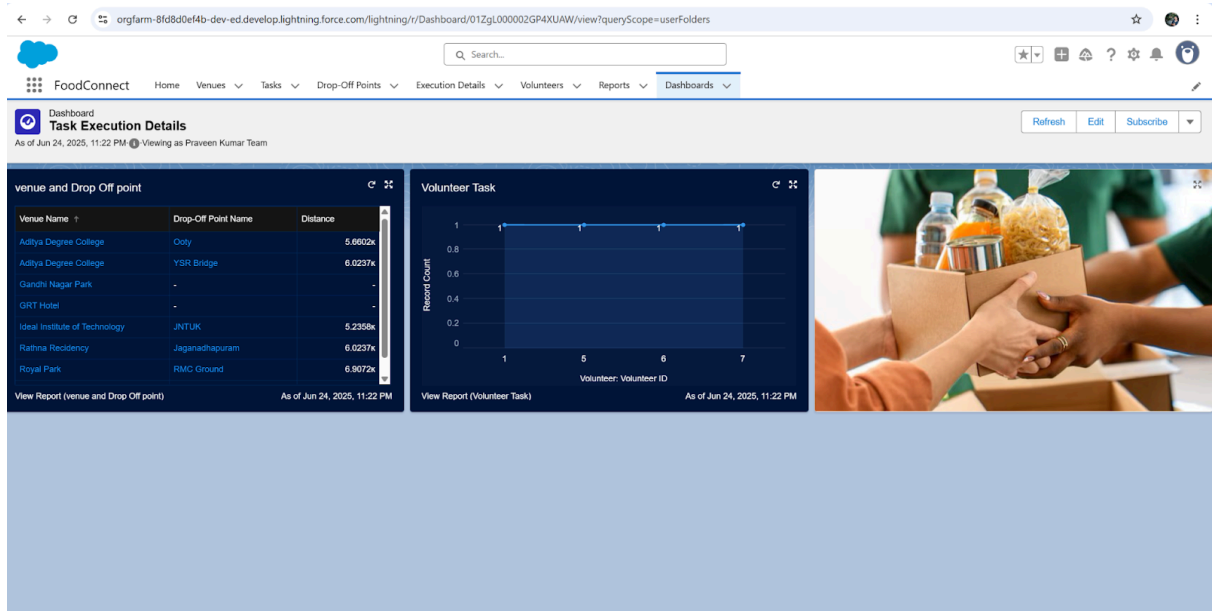 orgfarm-8fd8d0ef4b-dev-ed.develop.lightning.force.com/lightning/r/Dashboard/01ZgL000002GP4XUAW/view?queryScope=userFolders
Search...
FoodConnect Home Venues Tasks Drop-Off Points Execution Details Volunteers Reports Dashboards
Dashboard
Task Execution Details
As of Jun 24, 2025, 11:22 PM·Viewing as Praveen Kumar Team
Refresh Edit Subscribe
venue and Drop Off point
Venue Name ↑ Drop-Off Point Name Distance
Aditya Degree College Ooty 5.6602K
Aditya Degree College YSR Bridge 6.0237K
Gandhi Nagar Park - -
GRT Hotel - -
Ideal Institute of Technology JNTUK 5.2358K
Rathna Recidency Jaganadhapuram 6.0237K
Royal Park RMC Ground 6.9072K
View Report (venue and Drop Off point) As of Jun 24, 2025, 11:22 PM
Volunteer Task
Record Count
1
0.8
0.6
0.4
0.2
0
1 1 1 1
1 5 6 7
Volunteer: Volunteer ID
View Report (Volunteer Task) As of Jun 24, 2025, 11:22 PM